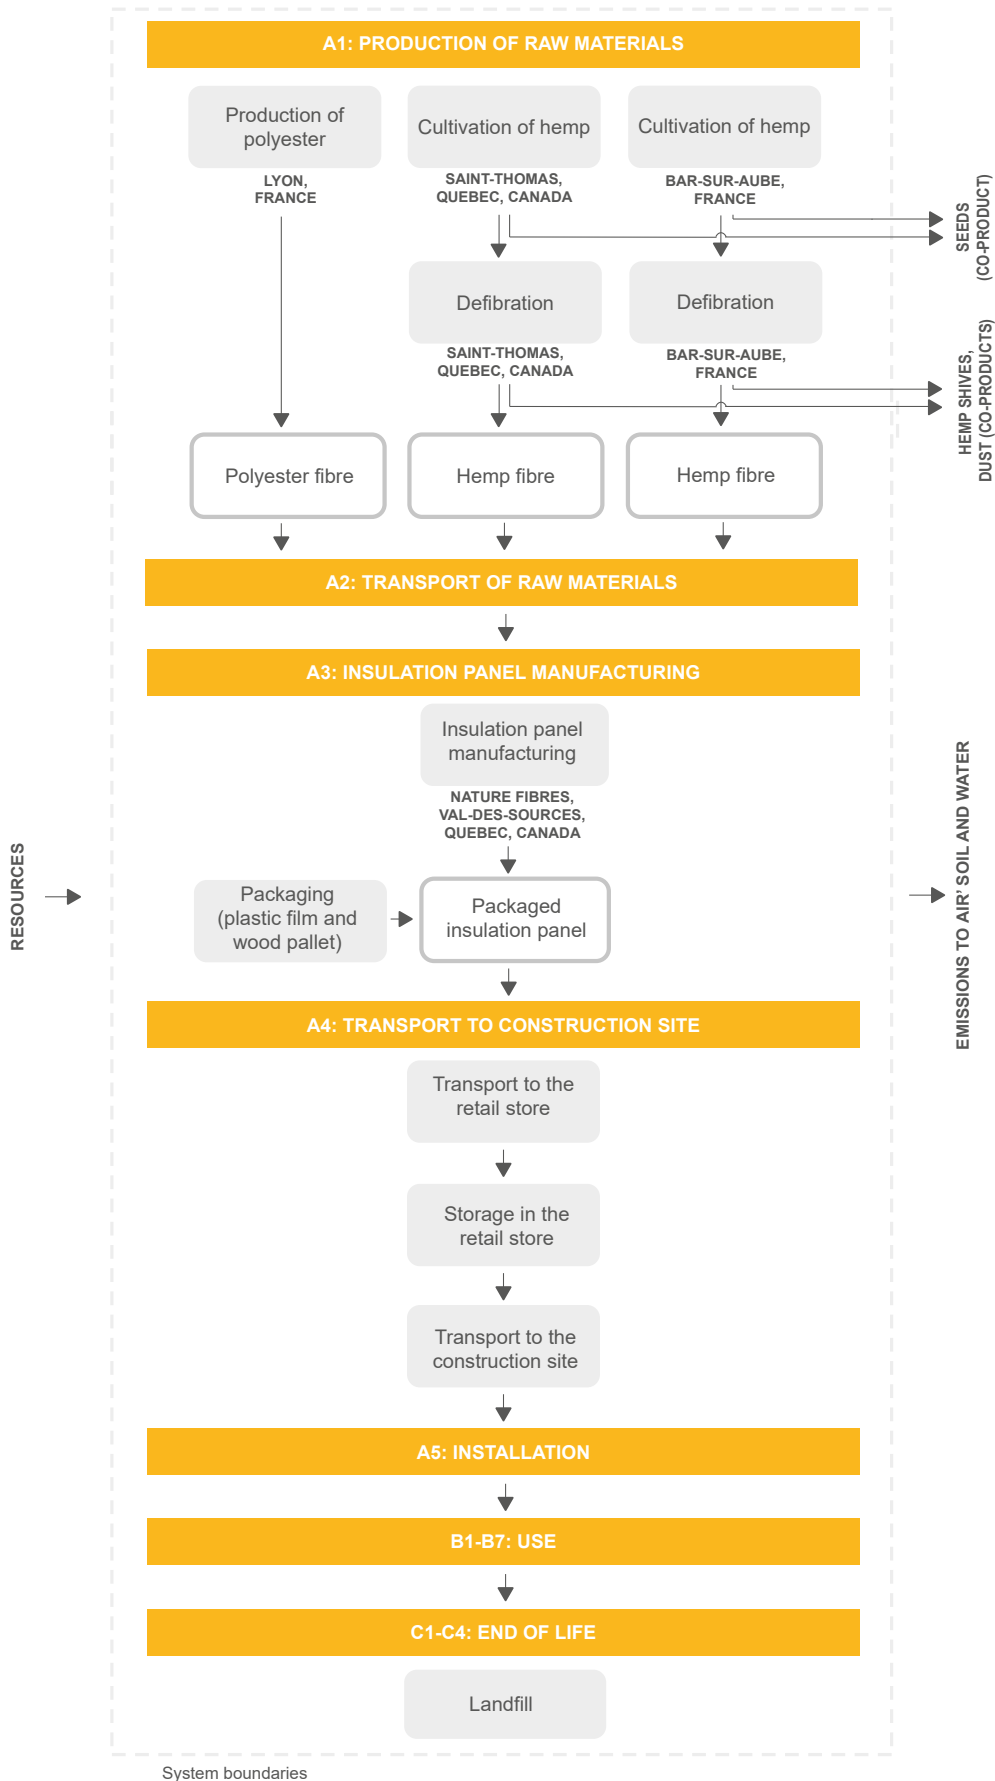 A1: PRODUCTION OF RAW MATERIALS
Production of
polyester
LYON,
FRANCE
Cultivation of hemp
SAINT-THOMAS,
QUEBEC, CANADA
Cultivation of hemp
BAR-SUR-AUBE,
FRANCE
SEEDS
(CO-PRODUCT)
Defibration
SAINT-THOMAS,
QUEBEC, CANADA
Defibration
BAR-SUR-AUBE,
FRANCE
HEMP SHIVES,
DUST (CO-PRODUCTS)
Polyester fibre
Hemp fibre
Hemp fibre
A2: TRANSPORT OF RAW MATERIALS
A3: INSULATION PANEL MANUFACTURING
Insulation panel
manufacturing
NATURE FIBRES,
VAL-DES-SOURCES,
QUEBEC, CANADA
RESOURCES
Packaging
(plastic film and
wood pallet)
Packaged
insulation panel
EMISSIONS TO AIR’ SOIL AND WATER
A4: TRANSPORT TO CONSTRUCTION SITE
Transport to the
retail store
Storage in the
retail store
Transport to the
construction site
A5: INSTALLATION
B1-B7: USE
C1-C4: END OF LIFE
Landfill
System boundaries